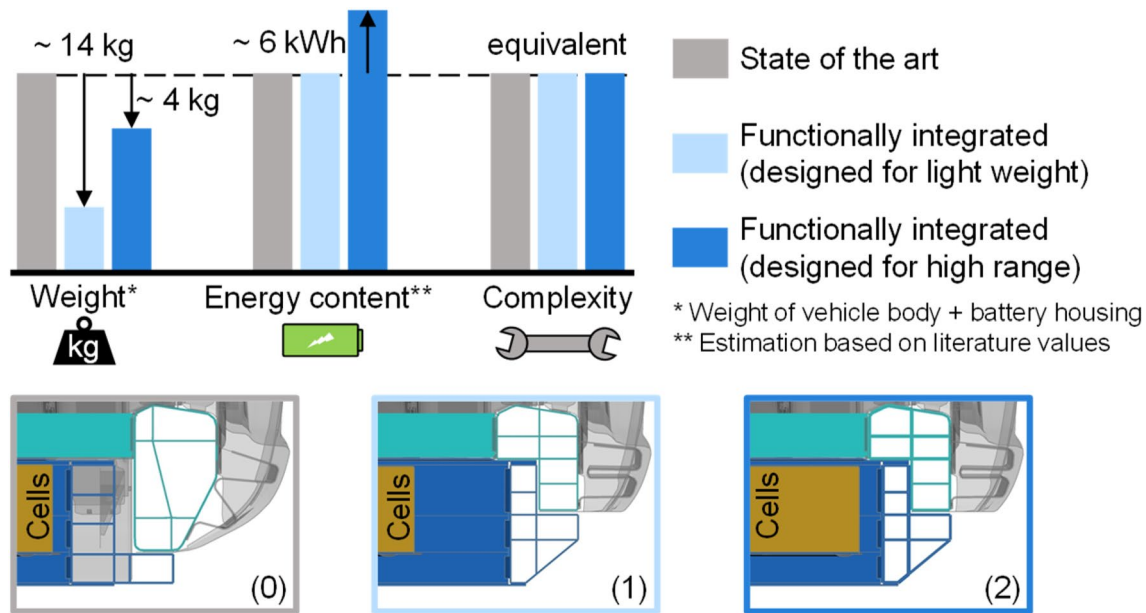 ~ 14 kg
~ 4 kg
~ 6 kWh
equivalent
Weight*
Energy content**
Complexity
kg
State of the art
Functionally integrated
(designed for light weight)
Functionally integrated
(designed for high range)
* Weight of vehicle body + battery housing
** Estimation based on literature values
Cells
(0)
Cells
(1)
Cells
(2)